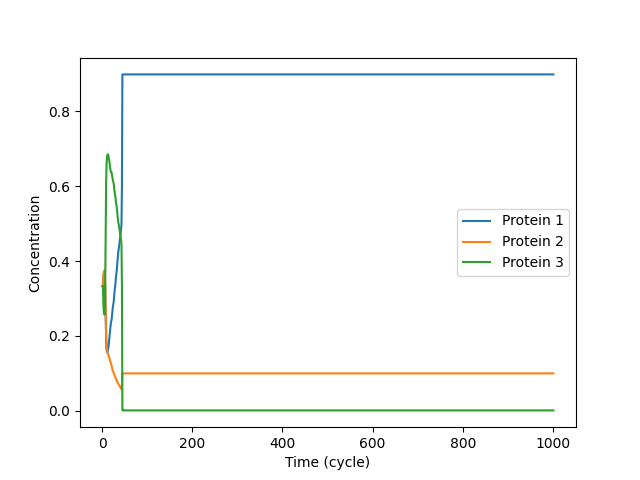 0.8
0.6
0.4
0.2
0.0
Concentration
Protein 1
Protein 2
Protein 3
0 200 400 600 800 1000
Time (cycle)